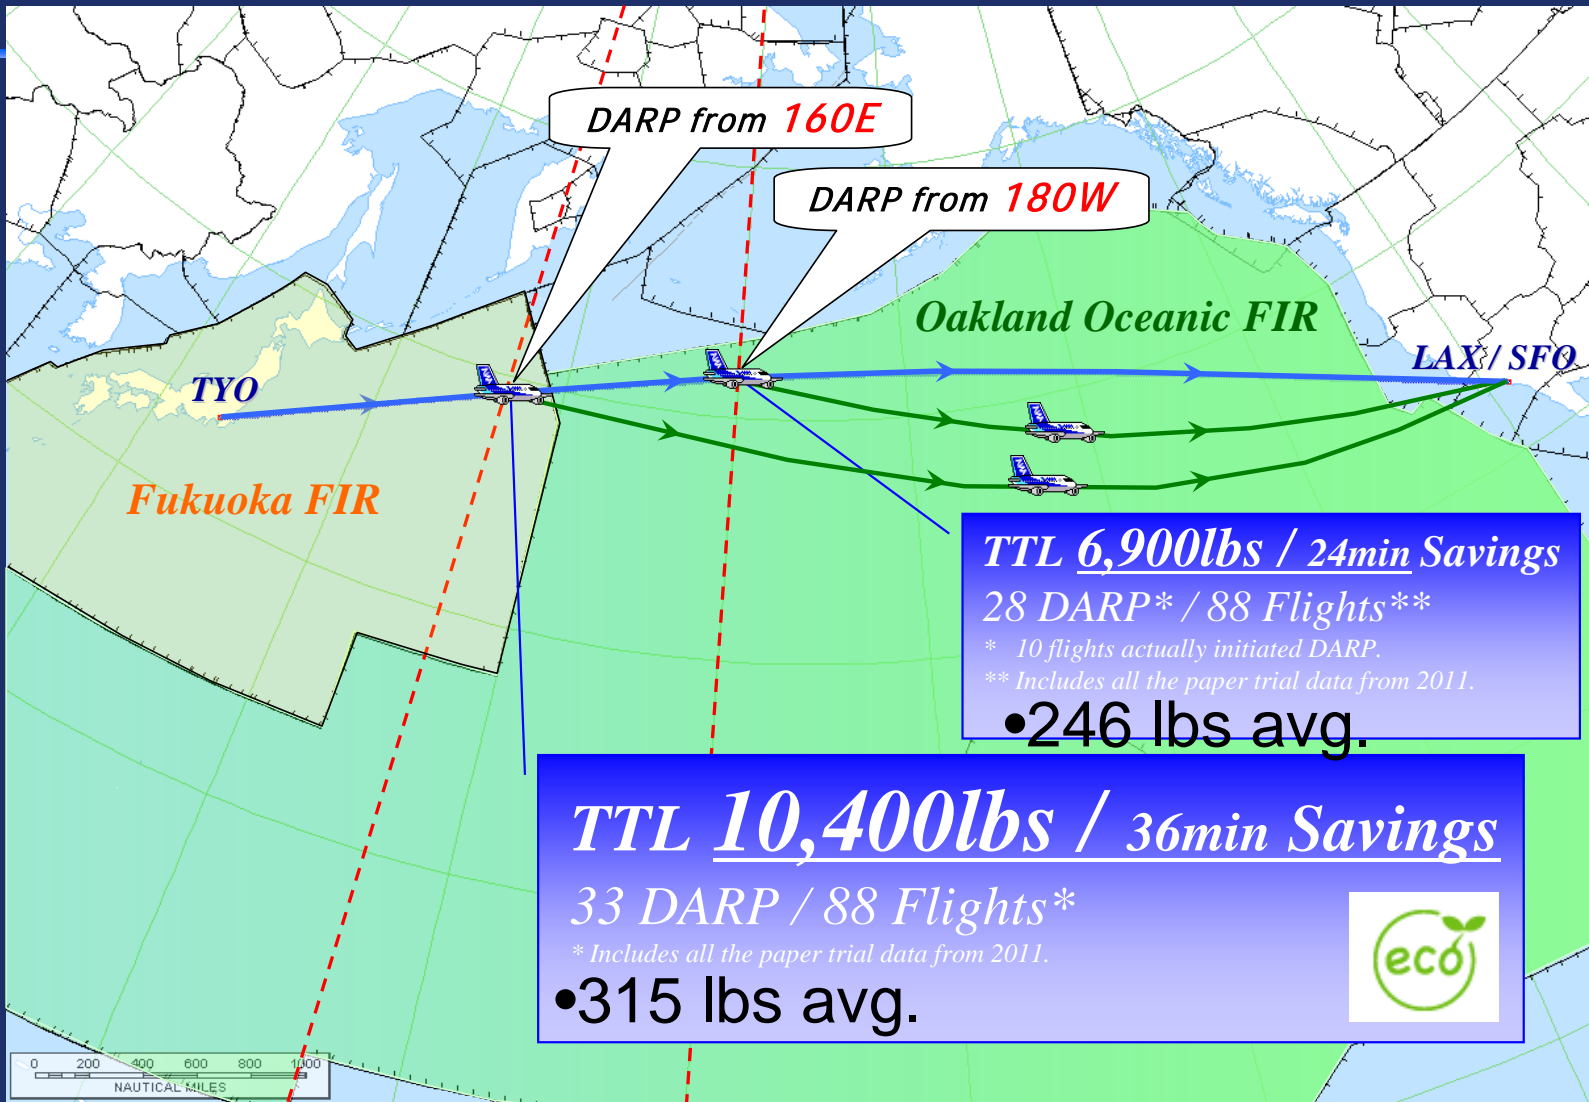 DARP from 160E
DARP from 180W
Oakland Oceanic FIR
LAX / SFO
TYO
Fukuoka FIR
TTL 6,900lbs / 24min Savings
28 DARP* / 88 Flights**
* 10 flights actually initiated DARP.
** Includes all the paper trial data from 2011.
•246 lbs avg.
TTL 10,400lbs / 36min Savings
33 DARP / 88 Flights*
* Includes all the paper trial data from 2011.
•315 lbs avg.
eco
0 200 400 600 800 1000
NAUTICAL MILES